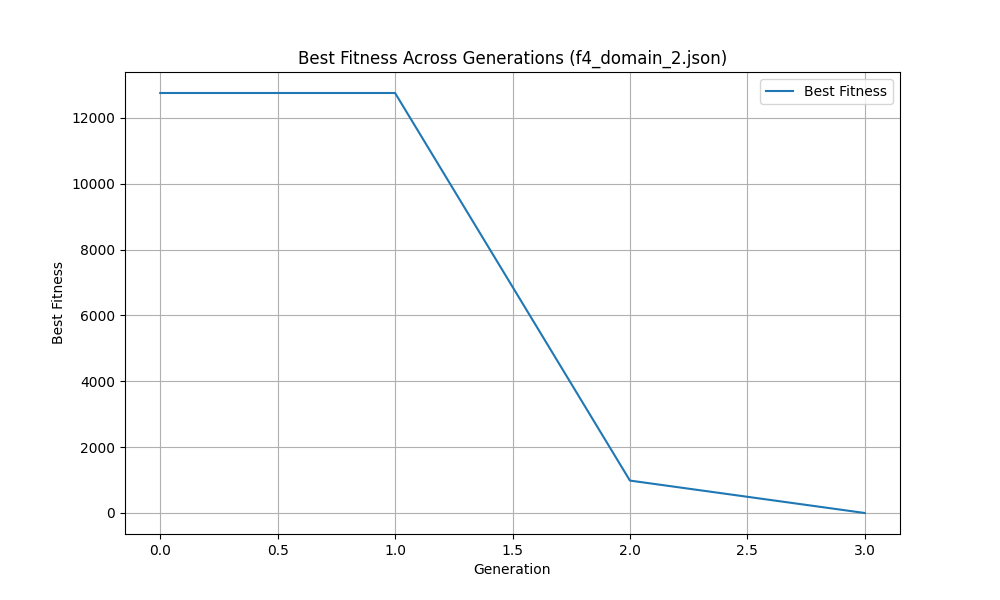 Best Fitness Across Generations (f4_domain_2.json)
Best Fitness
12000
10000
8000
6000
4000
2000
0
Best Fitness
0.0 0.5 1.0 1.5 2.0 2.5 3.0
Generation